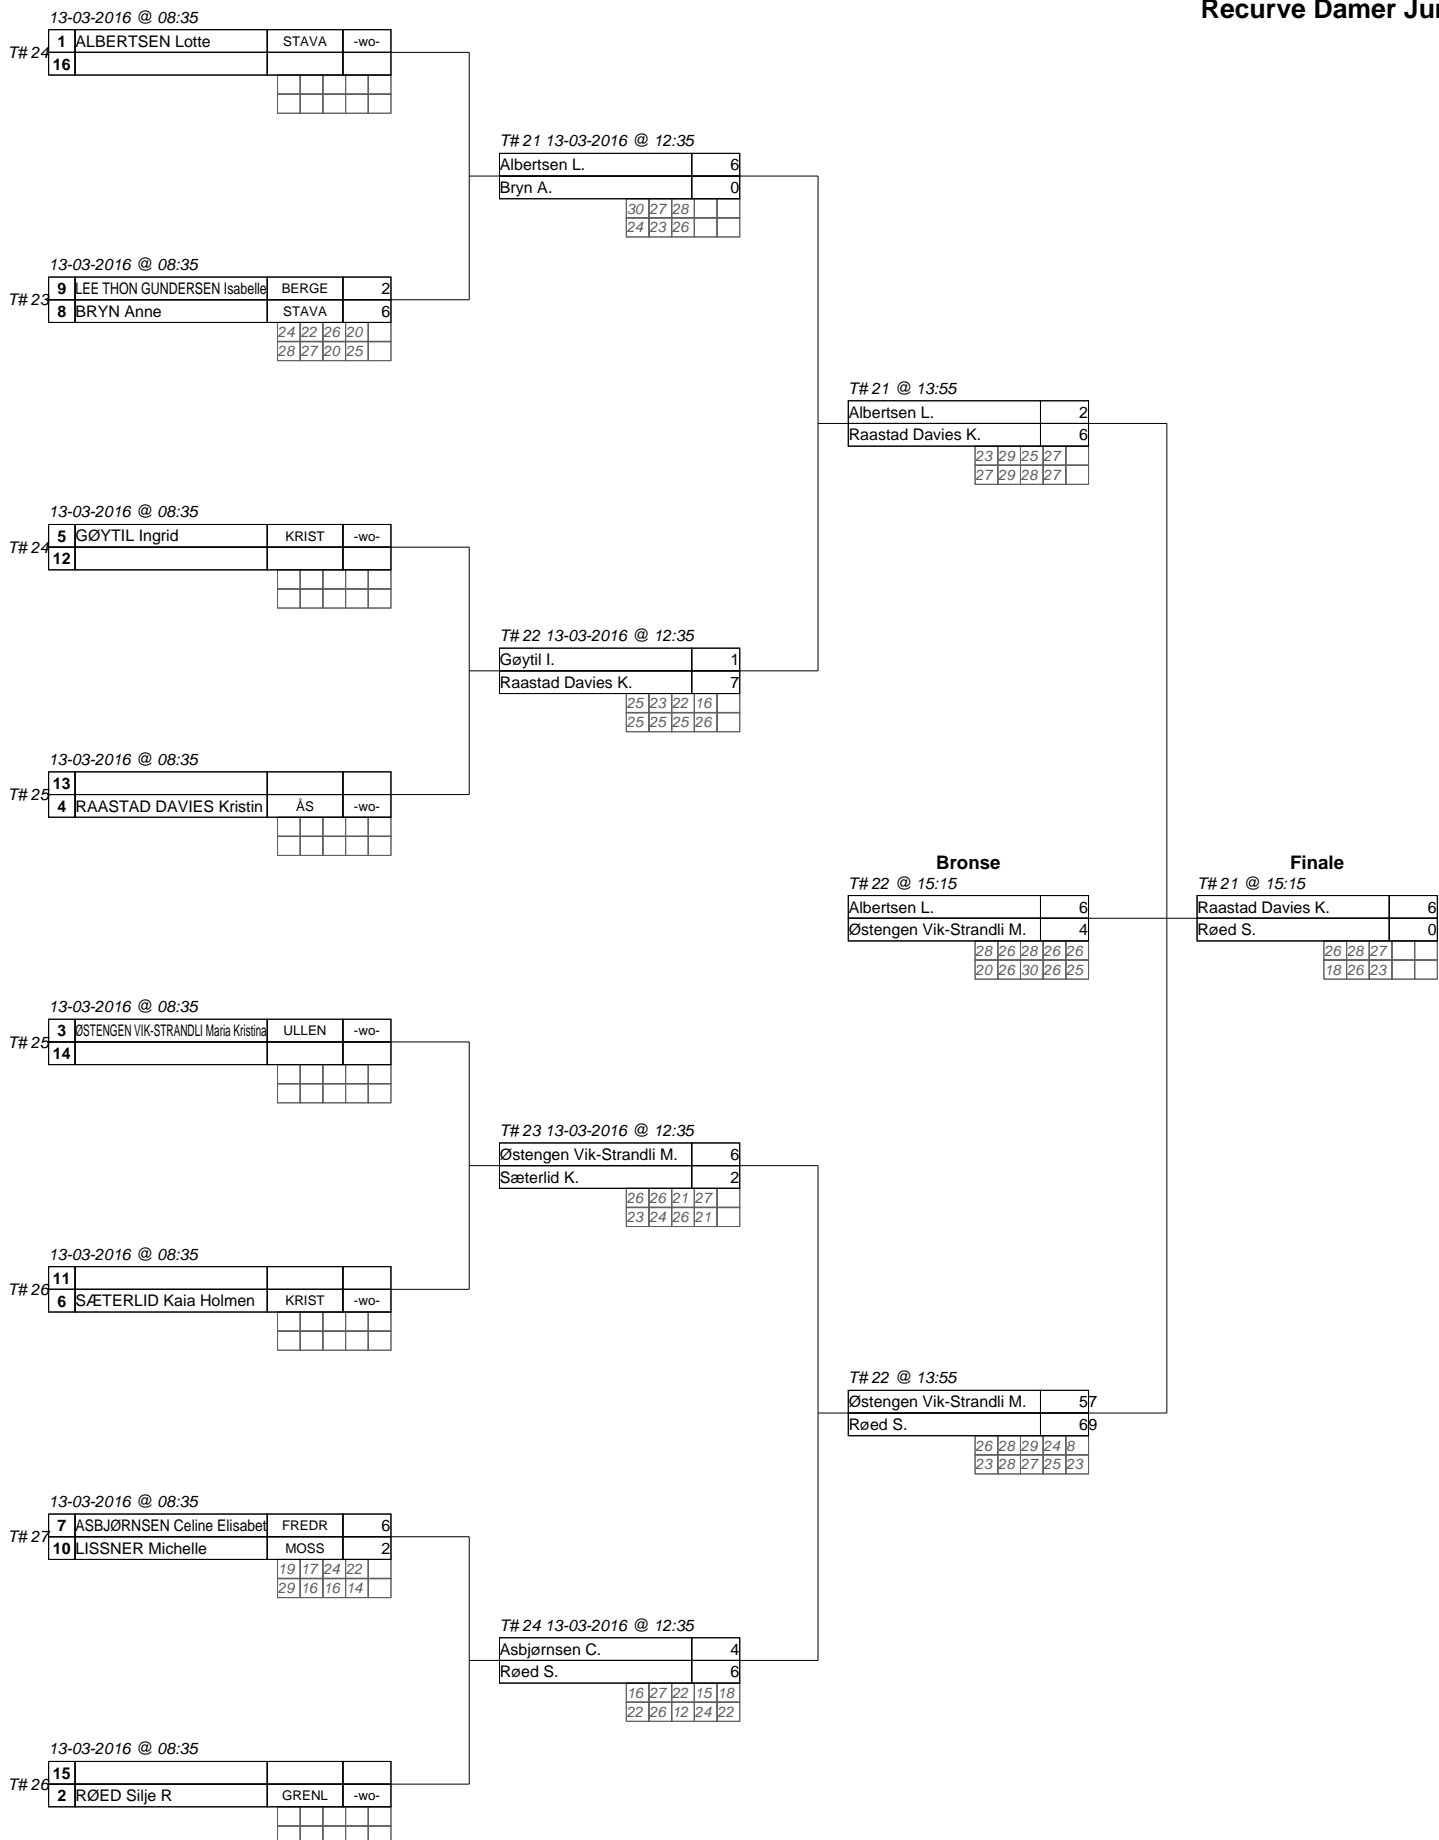 Recurve Damer Jun
13-03-2016 @ 08:35
T# 24
1 ALBERTSEN Lotte STAVA -wo-
16
T# 21 13-03-2016 @ 12:35
Albertsen L. 6
Bryn A. 0
30 27 28
24 23 26
13-03-2016 @ 08:35
T# 23
9 LEE THON GUNDERSEN Isabelle BERGE 2
8 BRYN Anne STAVA 6
24 22 26 20
28 27 20 25
T# 21 @ 13:55
Albertsen L. 2
Raastad Davies K. 6
23 29 25 27
27 29 28 27
13-03-2016 @ 08:35
T# 24
5 GØYTIL Ingrid KRIST -wo-
12
T# 22 13-03-2016 @ 12:35
Gøytil I. 1
Raastad Davies K. 7
25 23 22 16
25 25 25 26
13-03-2016 @ 08:35
T# 25
13
4 RAASTAD DAVIES Kristin ÅS -wo-
Bronse
T# 22 @ 15:15
Albertsen L. 6
Østengen Vik-Strandli M. 4
28 26 28 26 26
20 26 30 26 25
Finale
T# 21 @ 15:15
Raastad Davies K. 6
Røed S. 0
26 28 27
18 26 23
13-03-2016 @ 08:35
T# 25
3 ØSTENGEN VIK-STRANDLI Maria Kristina ULLEN -wo-
14
T# 23 13-03-2016 @ 12:35
Østengen Vik-Strandli M. 6
Sæterlid K. 2
26 26 21 27
23 24 26 21
13-03-2016 @ 08:35
T# 26
11
6 SÆTERLID Kaia Holmen KRIST -wo-
T# 22 @ 13:55
Østengen Vik-Strandli M. 57
Røed S. 69
26 28 29 24 8
23 28 27 25 23
13-03-2016 @ 08:35
T# 27
7 ASBJØRNSEN Celine Elisabet FREDR 6
10 LISSNER Michelle MOSS 2
19 17 24 22
29 16 16 14
T# 24 13-03-2016 @ 12:35
Asbjørnsen C. 4
Røed S. 6
16 27 22 15 18
22 26 12 24 22
13-03-2016 @ 08:35
T# 26
15
2 RØED Silje R GRENL -wo-